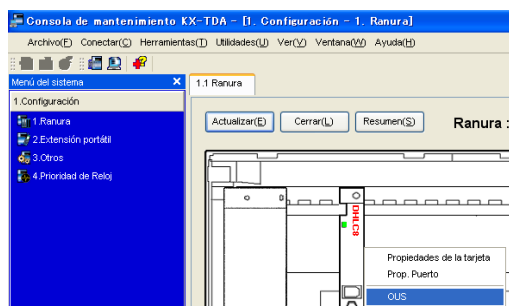 Consola de mantenimiento KX-TDA - [1. Configuración - 1. Ranura]
Archivo(F) Conectar(C) Herramientas(T) Utilidades(U) Ver(V) Ventana(W) Ayuda(H)
Menú del sistema
1.1 Ranura
1.Configuración
1.Ranura
2.Extensión portátil
3.Otros
4.Prioridad de Reloj
Actualizar(E) Cerrar(L) Resumen(S) Ranura :
DHLC8
Propiedades de la tarjeta
Prop. Puerto
OUS